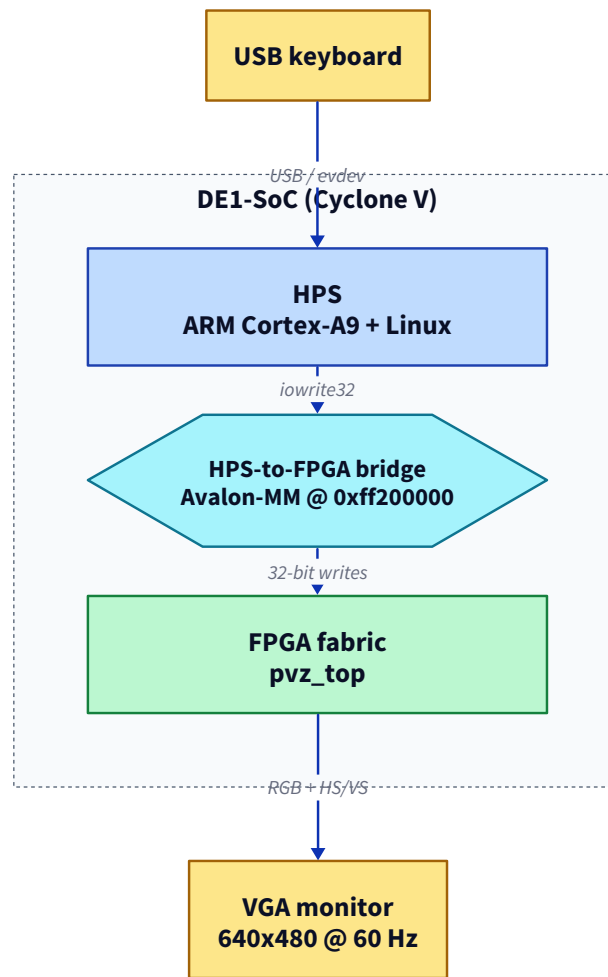 USB keyboard
USB / evdev
DE1-SoC (Cyclone V)
HPS
ARM Cortex-A9 + Linux
iowrite32
HPS-to-FPGA bridge
Avalon-MM @ 0xff200000
32-bit writes
FPGA fabric
pvz_top
RGB + HS/VS
VGA monitor
640x480 @ 60 Hz